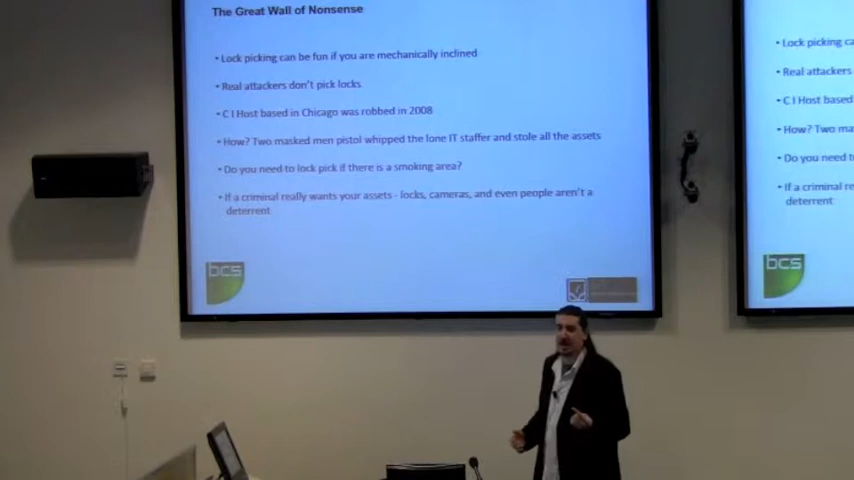 The Great Wall of Nonsense
• Lock picking can be fun if you are mechanically inclined
• Real attackers don't pick locks
• C I Host based in Chicago was robbed in 2008
• How? Two masked men pistol whipped the lone IT staffer and stole all the assets
• Do you need to lock pick if there is a smoking area?
• If a criminal really wants your assets - locks, cameras, and even people aren't a
deterrent
bcs
• Lock picking ca
• Real attackers
• C I Host based
• How? Two ma
• Do you need to
• If a criminal re
deterrent
bcs